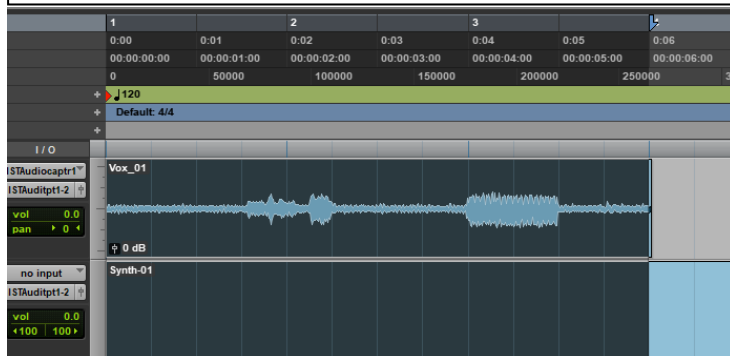 1 2 3
0:00 0:01 0:02 0:03 0:04 0:05 0:06
00:00:00:00 00:00:01:00 00:00:02:00 00:00:03:00 00:00:04:00 00:00:05:00 00:00:06:00
0 50000 100000 150000 200000 250000
+ 120
+ Default: 4/4
+
I / O
ISTAudiocaptr1
ISTAuditpt1-2
vol 0.0
pan 0
Vox_01
0 dB
no input
ISTAuditpt1-2
vol 0.0
100 100
Synth-01